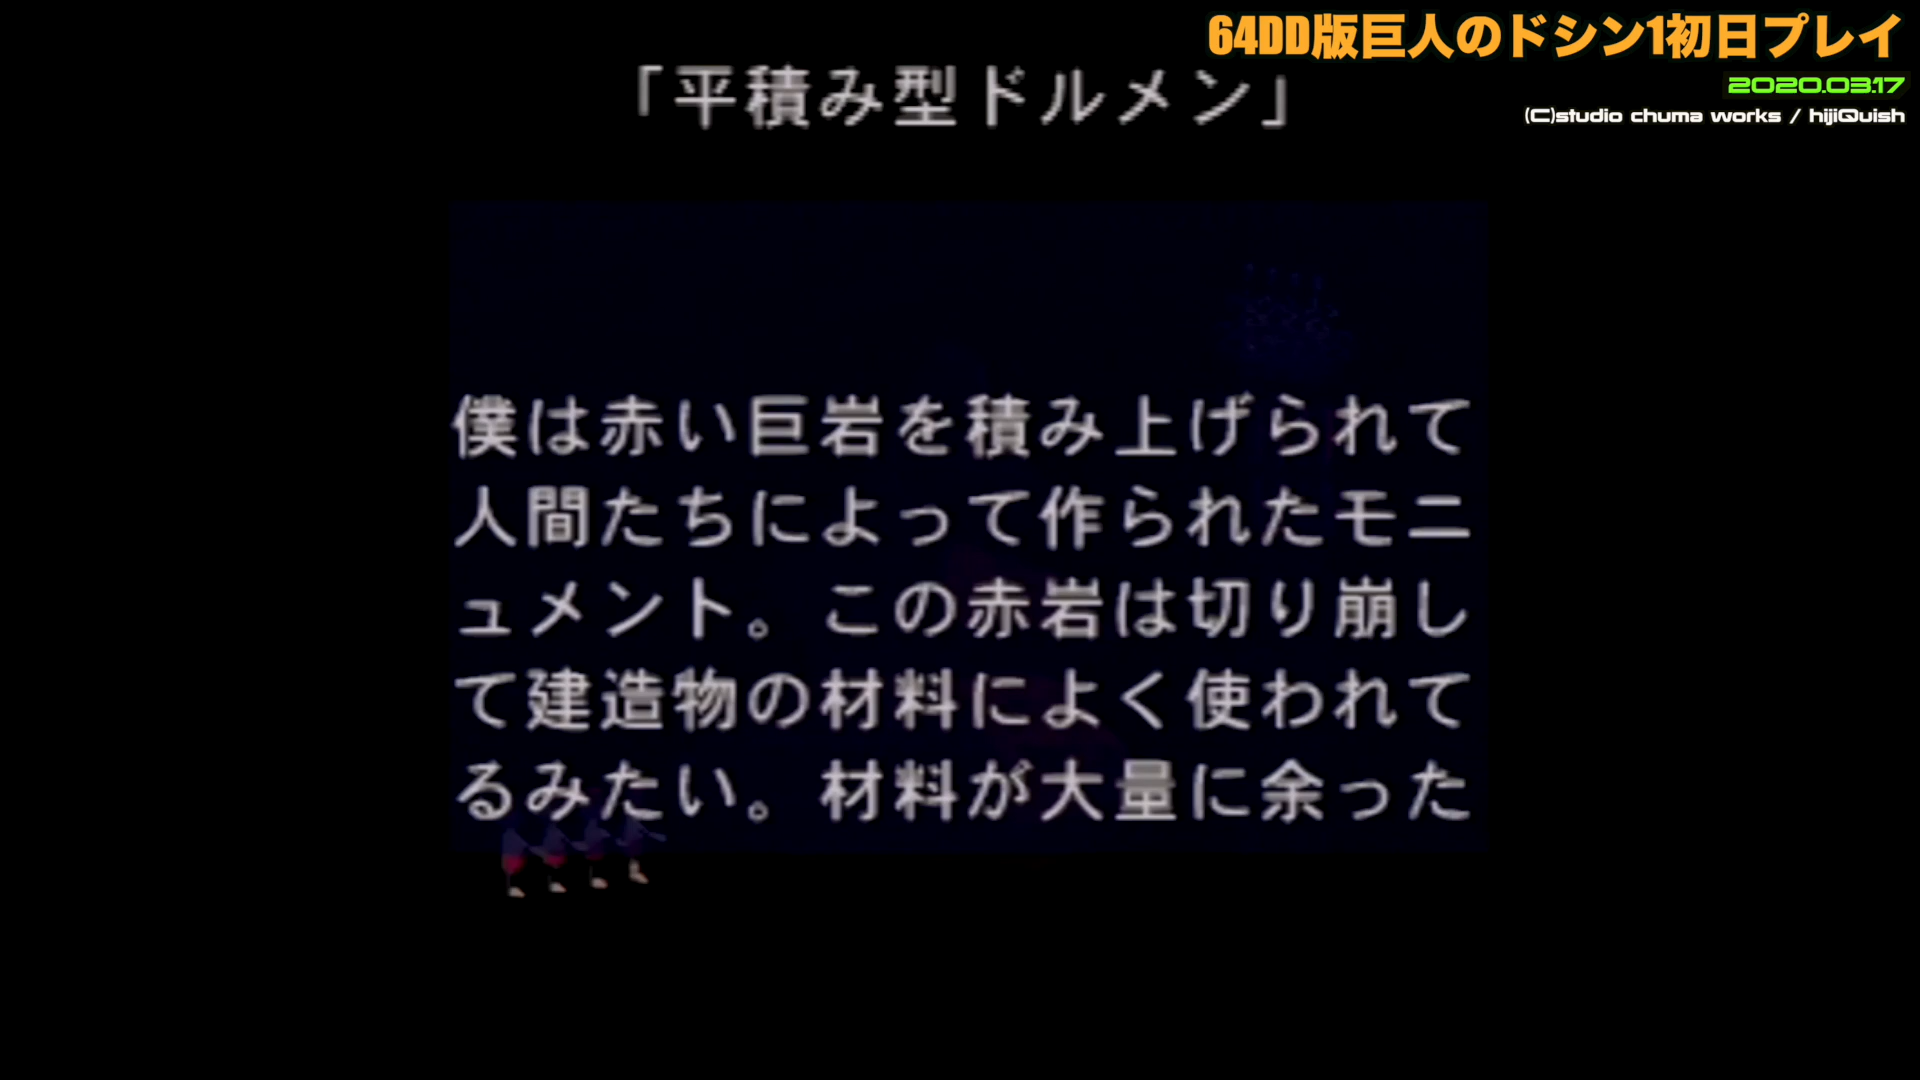 64DD版巨人のドシン1初日プレイ
2020.03.17
(C)studio chuma works / hijiQuish
「平積み型ドルメン」
僕は赤い巨岩を積み上げられて
人間たちによって作られたモニ
ュメント。この赤岩は切り崩し
て建造物の材料によく使われて
るみたい。材料が大量に余った